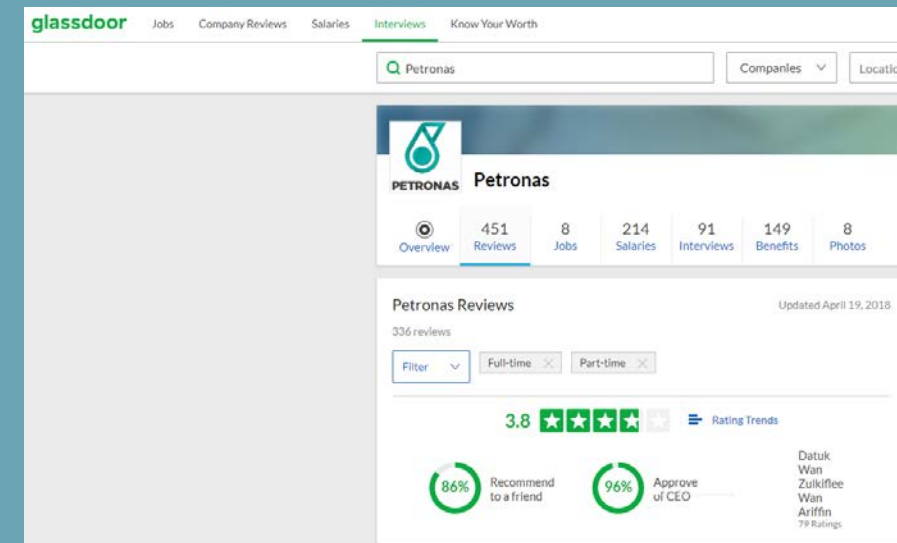 glassdoor Jobs Company Reviews Salaries Interviews Know Your Worth
Petronas Companies Locatio
PETRONAS Petronas
451 8 214 91 149 8
Overview Reviews Jobs Salaries Interviews Benefits Photos
Petronas Reviews Updated April 19, 2018
336 reviews
Filter Full-time Part-time
3.8 Rating Trends
86% Recommend to a friend
96% Approve of CEO
Datuk
Wan
Zulkiflee
Wan
Ariffin
79 Ratings